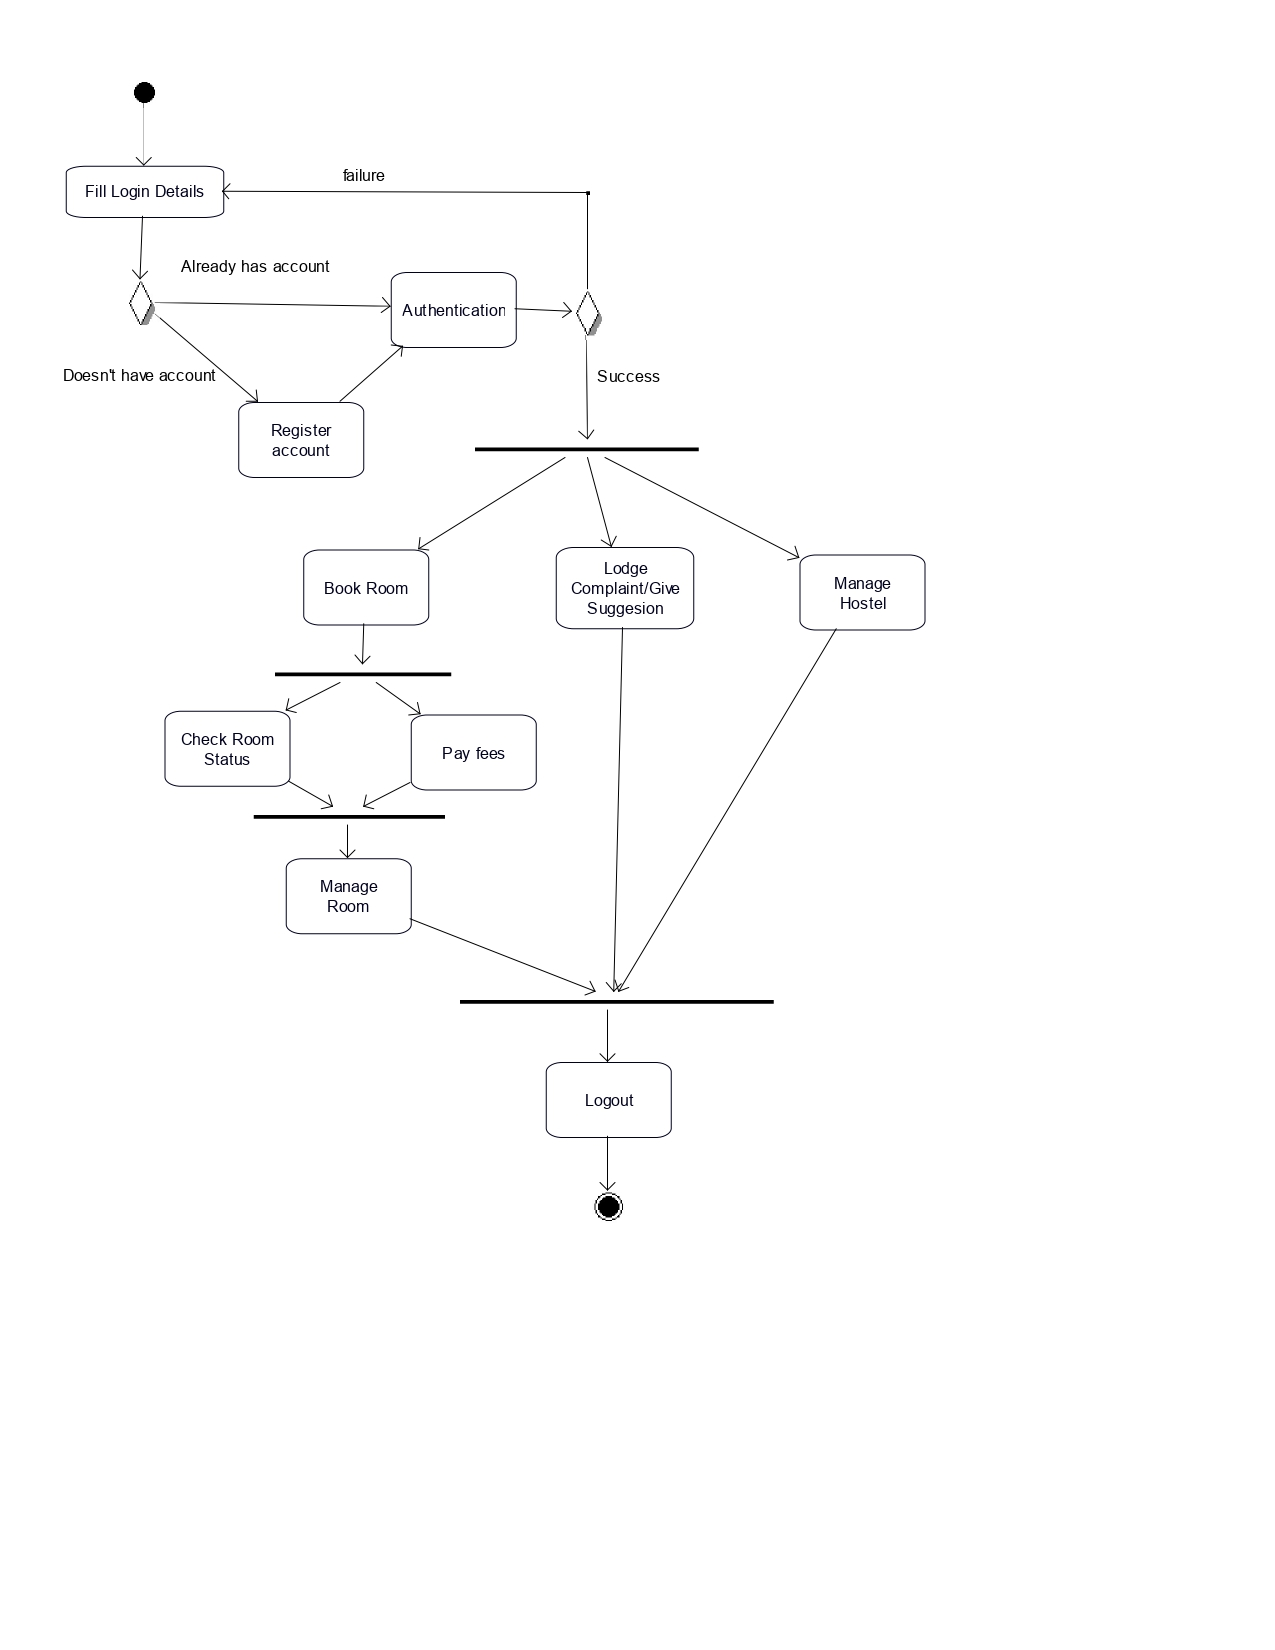 failure
Fill Login Details
Already has account
Authentication
Doesn't have account
Success
Register
account
Book Room
Lodge
Complaint/Give
Suggesion
Manage
Hostel
Check Room
Status
Pay fees
Manage
Room
Logout